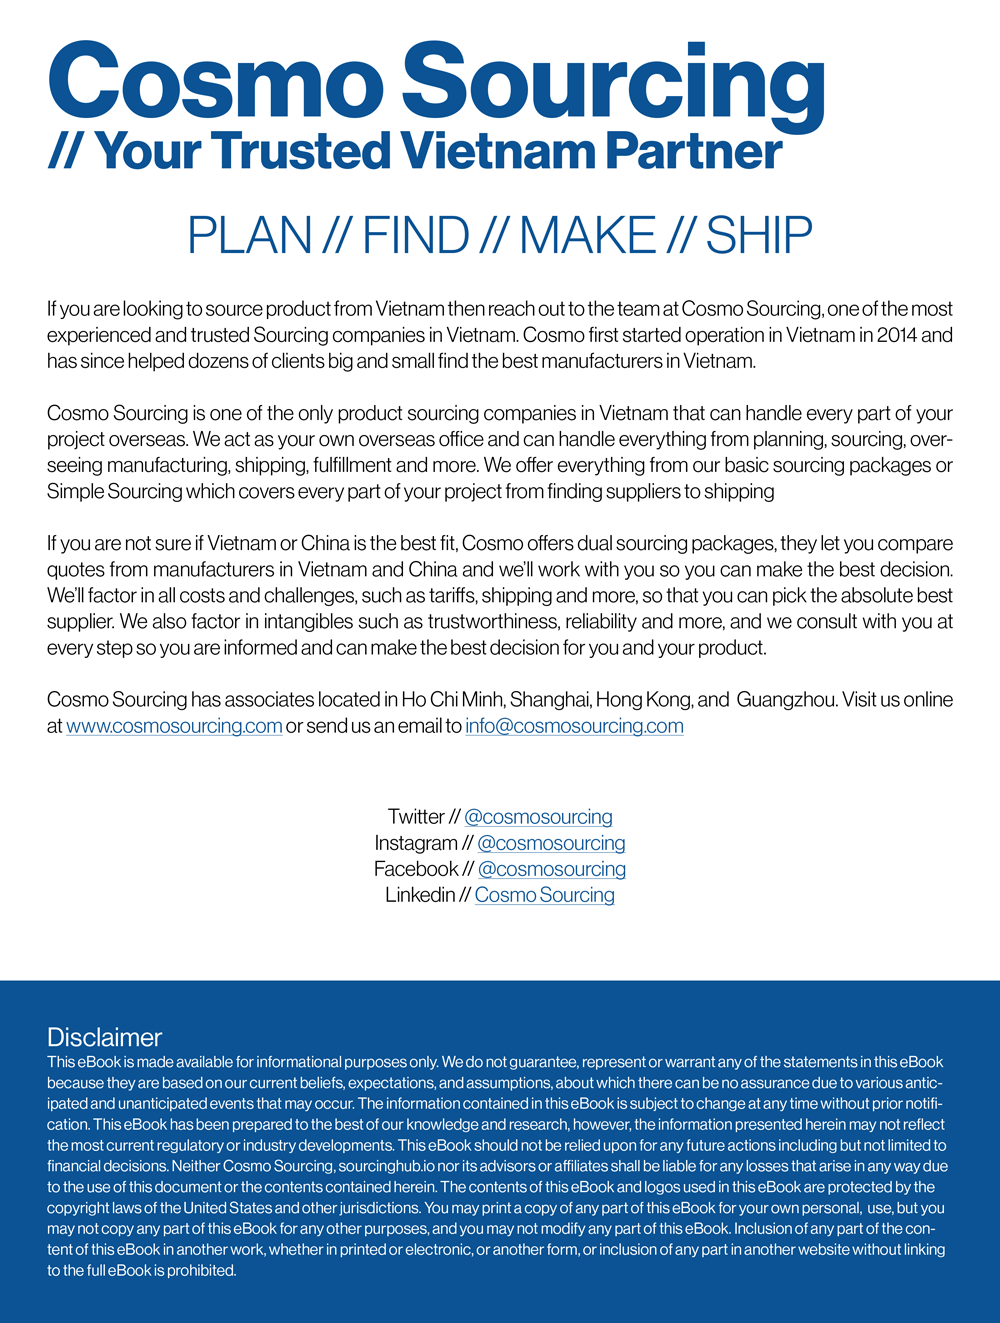 Cosmo Sourcing
// Your Trusted Vietnam Partner
PLAN // FIND // MAKE // SHIP
If you are looking to source product from Vietnam then reach out to the team at Cosmo Sourcing, one of the most
experienced and trusted Sourcing companies in Vietnam. Cosmo first started operation in Vietnam in 2014 and
has since helped dozens of clients big and small find the best manufacturers in Vietnam.
Cosmo Sourcing is one of the only product sourcing companies in Vietnam that can handle every part of your
project overseas. We act as your own overseas office and can handle everything from planning, sourcing, over-
seeing manufacturing, shipping, fulfillment and more. We offer everything from our basic sourcing packages or
Simple Sourcing which covers every part of your project from finding suppliers to shipping
If you are not sure if Vietnam or China is the best fit, Cosmo offers dual sourcing packages, they let you compare
quotes from manufacturers in Vietnam and China and we'll work with you so you can make the best decision.
We'll factor in all costs and challenges, such as tariffs, shipping and more, so that you can pick the absolute best
supplier. We also factor in intangibles such as trustworthiness, reliability and more, and we consult with you at
every step so you are informed and can make the best decision for you and your product.
Cosmo Sourcing has associates located in Ho Chi Minh, Shanghai, Hong Kong, and  Guangzhou. Visit us online
at www.cosmosourcing.com or send us an email to info@cosmosourcing.com
Twitter // @cosmosourcing
Instagram // @cosmosourcing
Facebook // @cosmosourcing
Linkedin // Cosmo Sourcing
Disclaimer
This eBook is made available for informational purposes only. We do not guarantee, represent or warrant any of the statements in this eBook
because they are based on our current beliefs, expectations, and assumptions, about which there can be no assurance due to various antic-
ipated and unanticipated events that may occur. The information contained in this eBook is subject to change at any time without prior notifi-
cation. This eBook has been prepared to the best of our knowledge and research, however, the information presented herein may not reflect
the most current regulatory or industry developments. This eBook should not be relied upon for any future actions including but not limited to
financial decisions. Neither Cosmo Sourcing, sourcinghub.io nor its advisors or affiliates shall be liable for any losses that arise in any way due
to the use of this document or the contents contained herein. The contents of this eBook and logos used in this eBook are protected by the
copyright laws of the United States and other jurisdictions. You may print a copy of any part of this eBook for your own personal,  use, but you
may not copy any part of this eBook for any other purposes, and you may not modify any part of this eBook. Inclusion of any part of the con-
tent of this eBook in another work, whether in printed or electronic, or another form, or inclusion of any part in another website without linking
to the full eBook is prohibited.